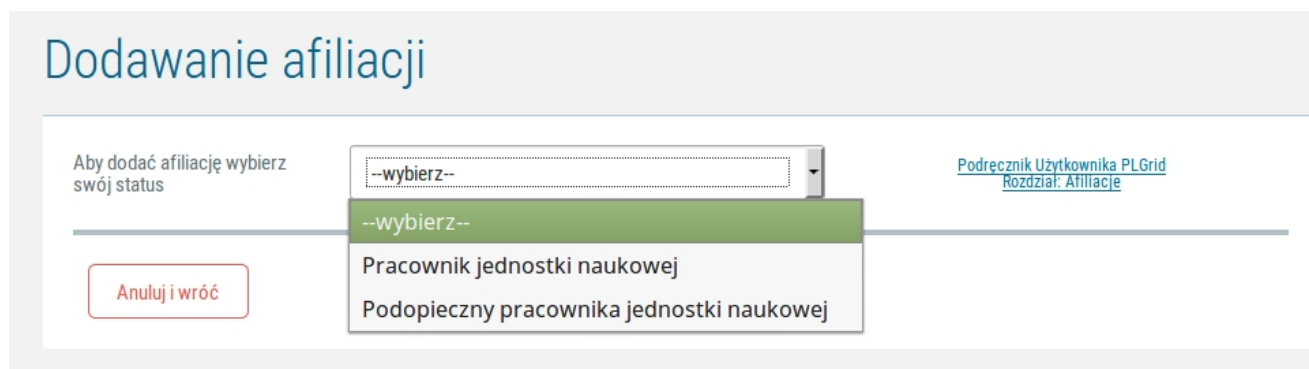 Dodawanie afiliacji
Aby dodać afiliację wybierz
swój status
--wybierz--
Podręcznik Użytkownika PLGrid
Rozdział: Afiliacje
--wybierz--
Pracownik jednostki naukowej
Podopieczny pracownika jednostki naukowej
Anuluj i wróć